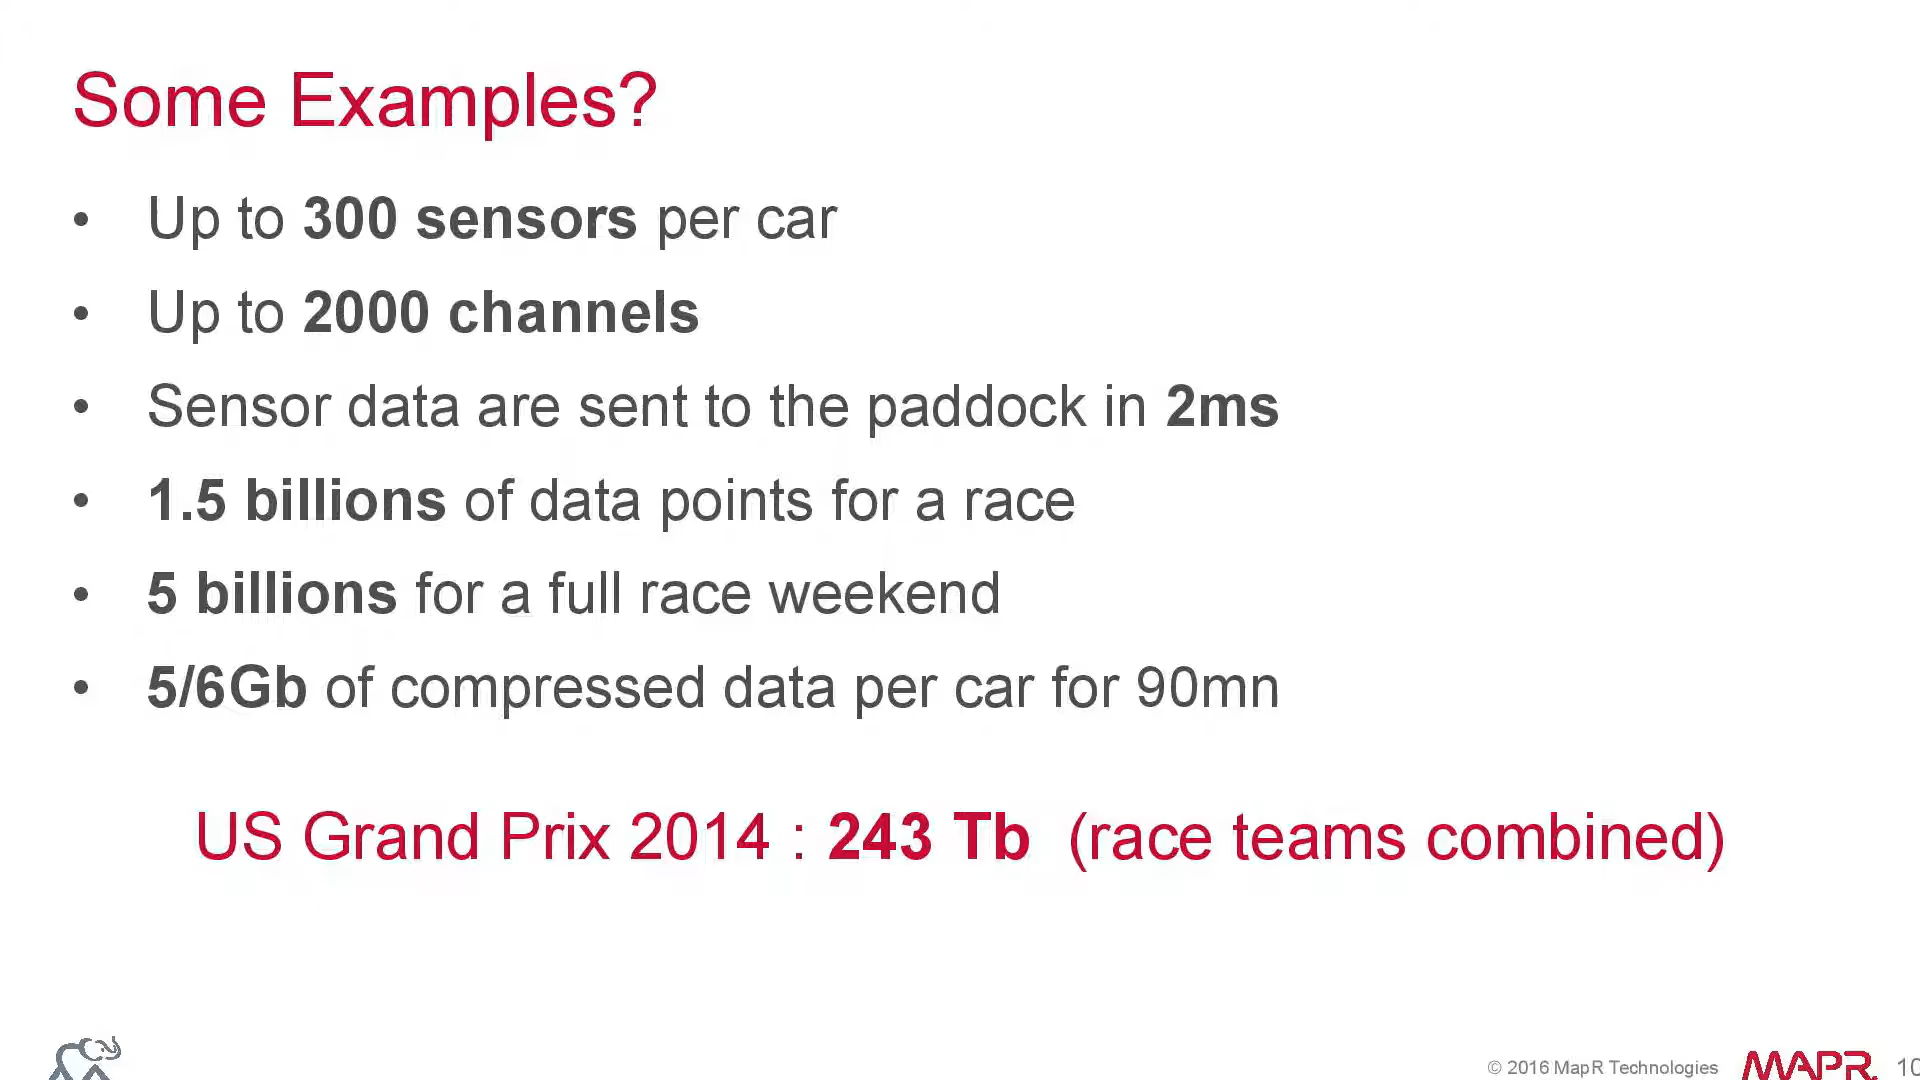 Some Examples?
• Up to 300 sensors per car
• Up to 2000 channels
• Sensor data are sent to the paddock in 2ms
• 1.5 billions of data points for a race
• 5 billions for a full race weekend
• 5/6Gb of compressed data per car for 90mn
US Grand Prix 2014 : 243 Tb (race teams combined)
© 2016 MapR Technologies MAPR. 10